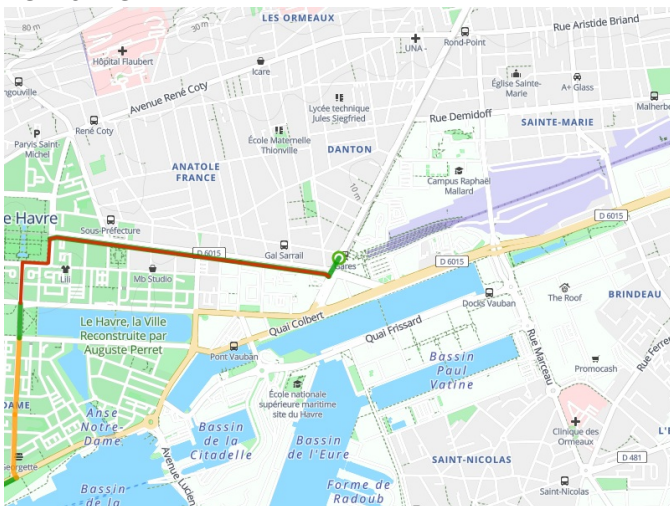 LES ORMEAUX
Rue Aristide Briand
80 m
30 m
Hôpital Flaubert
UNA -
Rond-Point
Icare
ngouville
Avenue René Coty
Église Sainte-
Marie
A+ Glass
Malherbe
Lycée technique
Jules Siegfried
Rue Demidoff
SAINTE-MARIE
René Coty
P
Parvis Saint-
Michel
École Maternelle
Thionville
DANTON
ANATOLE
FRANCE
10 m
Campus Raphaël
Mallard
e Havre
Sous-Préfecture
D 6015
Gal Sarrail
Gares
D 6015
D 6015
Lili
Mb Studio
Docks Vauban
The Roof
BRINDEAU
Le Havre, la Ville
Reconstruite par
Auguste Perret
Quai Colbert
Quai Frissard
Pont Vauban
Rue Marceau
Rue Ferrer
Bassin
Paul
Vatine
Promocash
École nationale
supérieure maritime
site du Havre
DAME
Anse
Notre-
Dame
Bassin
de la
Citadelle
Bassin
de l'Eure
Clinique des
Ormeaux
L'
Georgette
Avenue Lucien
SAINT-NICOLAS
D 481
Bassin
de la
Forme de
Radoub
Saint-Nicolas